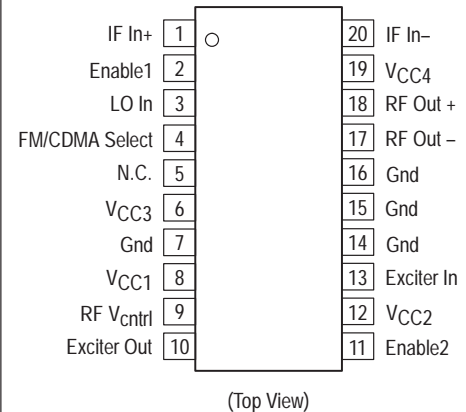 IF In+ 1 20 IF In–
Enable1 2 19 VCC4
LO In 3 18 RF Out +
FM/CDMA Select 4 17 RF Out –
N.C. 5 16 Gnd
VCC3 6 15 Gnd
Gnd 7 14 Gnd
VCC1 8 13 Exciter In
RF Vcntrl 9 12 VCC2
Exciter Out 10 11 Enable2
(Top View)